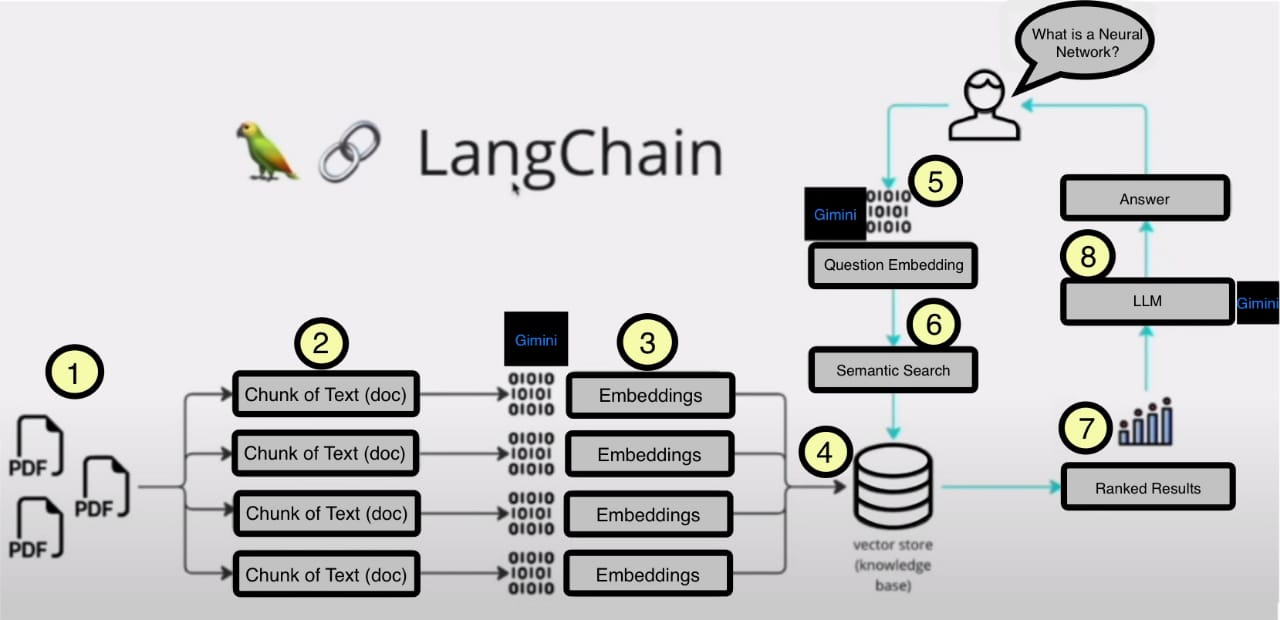 What is a Neural
Network?
LangChain
5
01010
10101
01010
Gimini
Question Embedding
6
Semantic Search
Answer
8
LLM
Gimini
1
PDF
PDF
PDF
2
Chunk of Text (doc)
Chunk of Text (doc)
Chunk of Text (doc)
Chunk of Text (doc)
Gimini
3
01010
10101
01010
Embeddings
01010
10101
01010
Embeddings
01010
10101
01010
Embeddings
01010
10101
01010
Embeddings
4
vector store
(knowledge
base)
7
Ranked Results